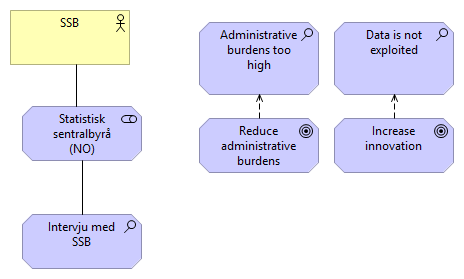 SSB
Statistisk
sentralbyrå
(NO)
Intervju med
SSB
Administrative
burdens too
high
Data is not
exploited
Reduce
administrative
burdens
Increase
innovation